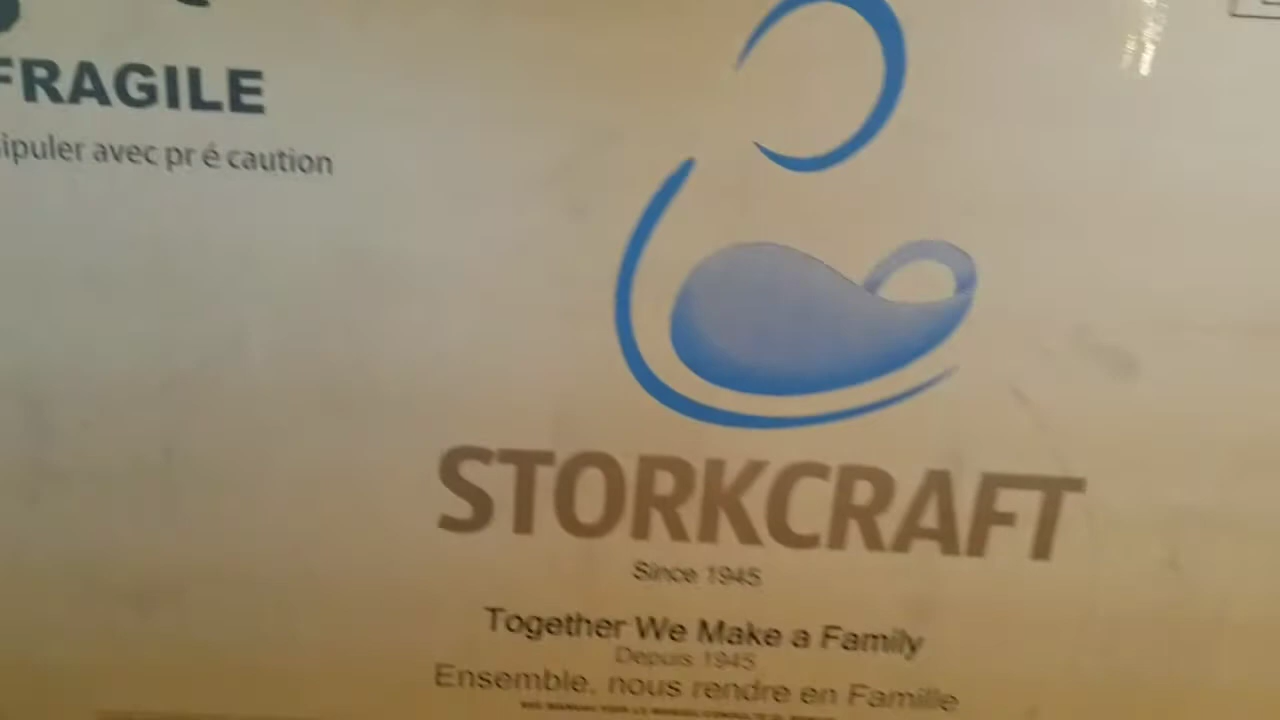 FRAGILE
ipuler avec pr é caution
STORKCRAFT
Since 1945
Together We Make a Family
Depuis 1945
Ensemble, nous rendre en Famille